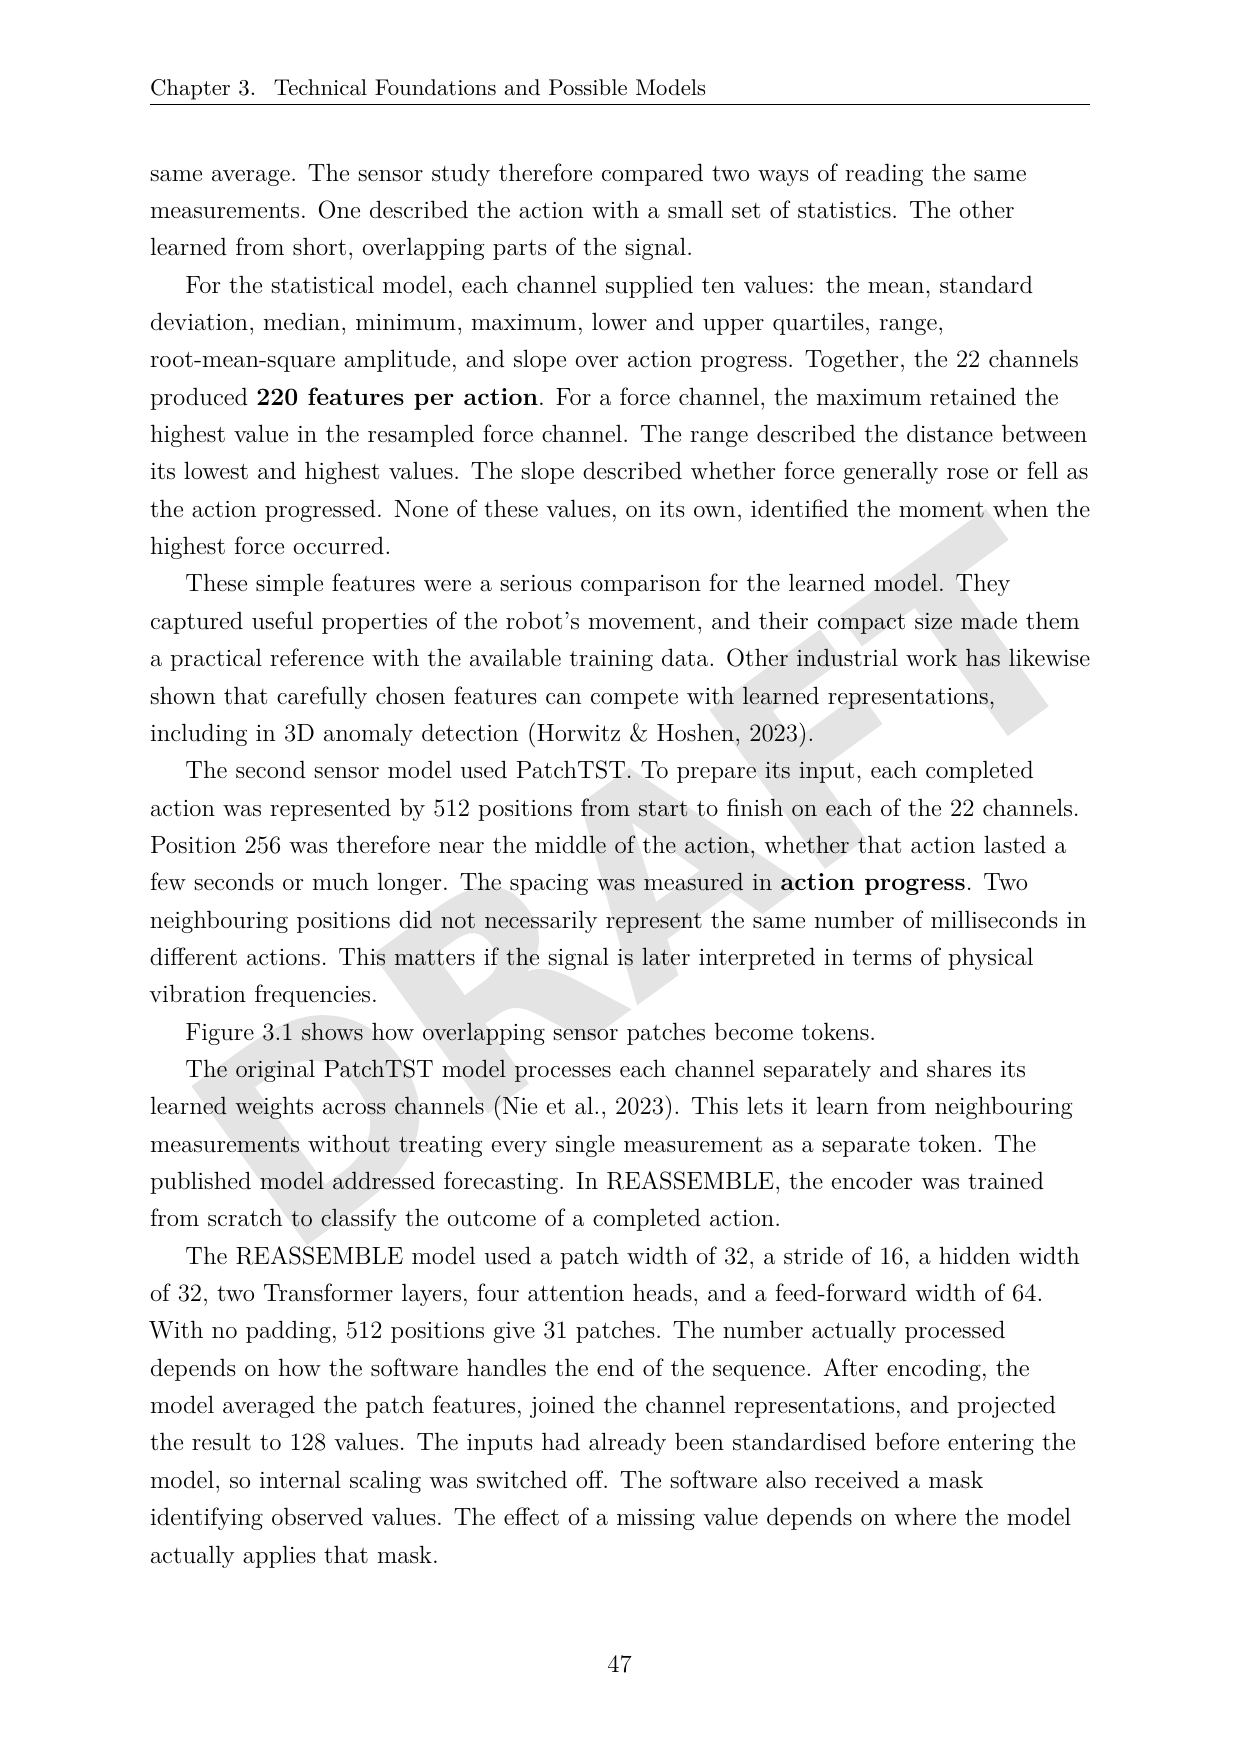 Chapter 3. Technical Foundations and Possible Models
same average. The sensor study therefore compared two ways of reading the same
measurements. One described the action with a small set of statistics. The other
learned from short, overlapping parts of the signal.
For the statistical model, each channel supplied ten values: the mean, standard
deviation, median, minimum, maximum, lower and upper quartiles, range,
root-mean-square amplitude, and slope over action progress. Together, the 22 channels
produced 220 features per action. For a force channel, the maximum retained the
highest value in the resampled force channel. The range described the distance between
its lowest and highest values. The slope described whether force generally rose or fell as
the action progressed. None of these values, on its own, identified the moment when the
highest force occurred.
These simple features were a serious comparison for the learned model. They
captured useful properties of the robot's movement, and their compact size made them
a practical reference with the available training data. Other industrial work has likewise
shown that carefully chosen features can compete with learned representations,
including in 3D anomaly detection (Horwitz & Hoshen, 2023).
The second sensor model used PatchTST. To prepare its input, each completed
action was represented by 512 positions from start to finish on each of the 22 channels.
Position 256 was therefore near the middle of the action, whether that action lasted a
few seconds or much longer. The spacing was measured in action progress. Two
neighbouring positions did not necessarily represent the same number of milliseconds in
different actions. This matters if the signal is later interpreted in terms of physical
vibration frequencies.
Figure 3.1 shows how overlapping sensor patches become tokens.
The original PatchTST model processes each channel separately and shares its
learned weights across channels (Nie et al., 2023). This lets it learn from neighbouring
measurements without treating every single measurement as a separate token. The
published model addressed forecasting. In REASSEMBLE, the encoder was trained
from scratch to classify the outcome of a completed action.
The REASSEMBLE model used a patch width of 32, a stride of 16, a hidden width
of 32, two Transformer layers, four attention heads, and a feed-forward width of 64.
With no padding, 512 positions give 31 patches. The number actually processed
depends on how the software handles the end of the sequence. After encoding, the
model averaged the patch features, joined the channel representations, and projected
the result to 128 values. The inputs had already been standardised before entering the
model, so internal scaling was switched off. The software also received a mask
identifying observed values. The effect of a missing value depends on where the model
actually applies that mask.
47
DRAFT